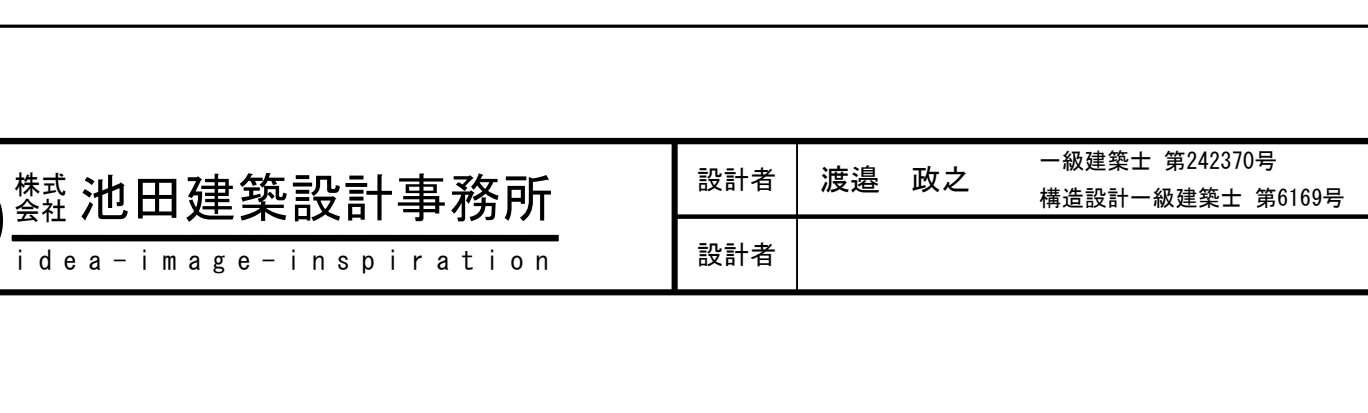 株式会社 池田建築設計事務所
idea-image-inspiration
設計者 渡邉 政之
一級建築士 第242370号
構造設計一級建築士 第6169号
設計者